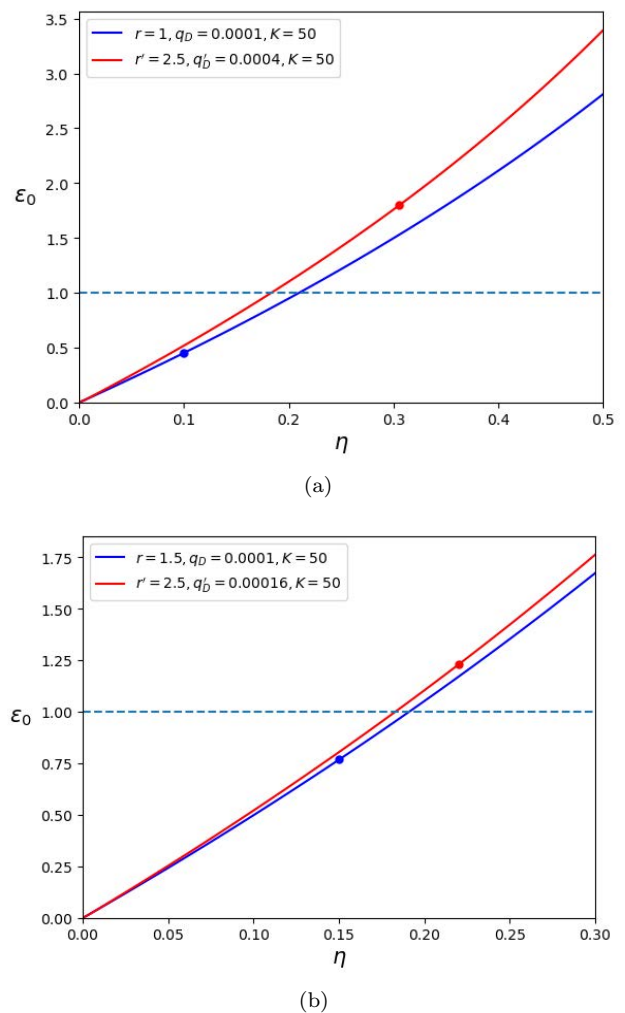 3.5
3.0
2.5
2.0
1.5
1.0
0.5
0.0
ε₀
r = 1, q_D = 0.0001, K = 50
r′ = 2.5, q′_D = 0.0004, K = 50
0.0 0.1 0.2 0.3 0.4 0.5
η
(a)
1.75
1.50
1.25
1.00
0.75
0.50
0.25
0.00
ε₀
r = 1.5, q_D = 0.0001, K = 50
r′ = 2.5, q′_D = 0.00016, K = 50
0.00 0.05 0.10 0.15 0.20 0.25 0.30
η
(b)